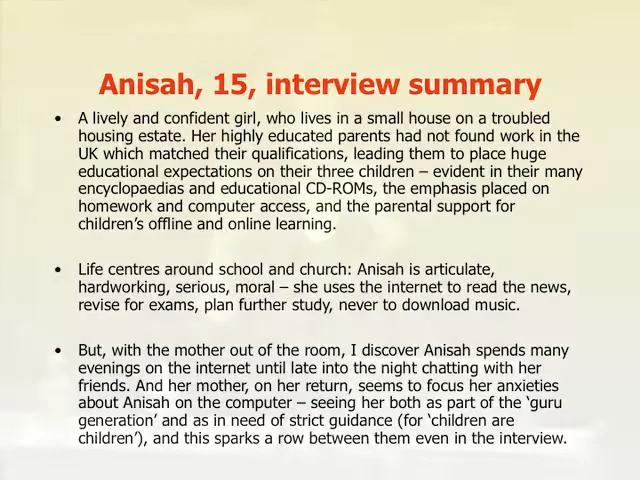 Anisah, 15, interview summary
• A lively and confident girl, who lives in a small house on a troubled
housing estate. Her highly educated parents had not found work in the
UK which matched their qualifications, leading them to place huge
educational expectations on their three children – evident in their many
encyclopaedias and educational CD-ROMs, the emphasis placed on
homework and computer access, and the parental support for
children’s offline and online learning.
• Life centres around school and church: Anisah is articulate,
hardworking, serious, moral – she uses the internet to read the news,
revise for exams, plan further study, never to download music.
• But, with the mother out of the room, I discover Anisah spends many
evenings on the internet until late into the night chatting with her
friends. And her mother, on her return, seems to focus her anxieties
about Anisah on the computer – seeing her both as part of the ‘guru
generation’ and as in need of strict guidance (for ‘children are
children’), and this sparks a row between them even in the interview.